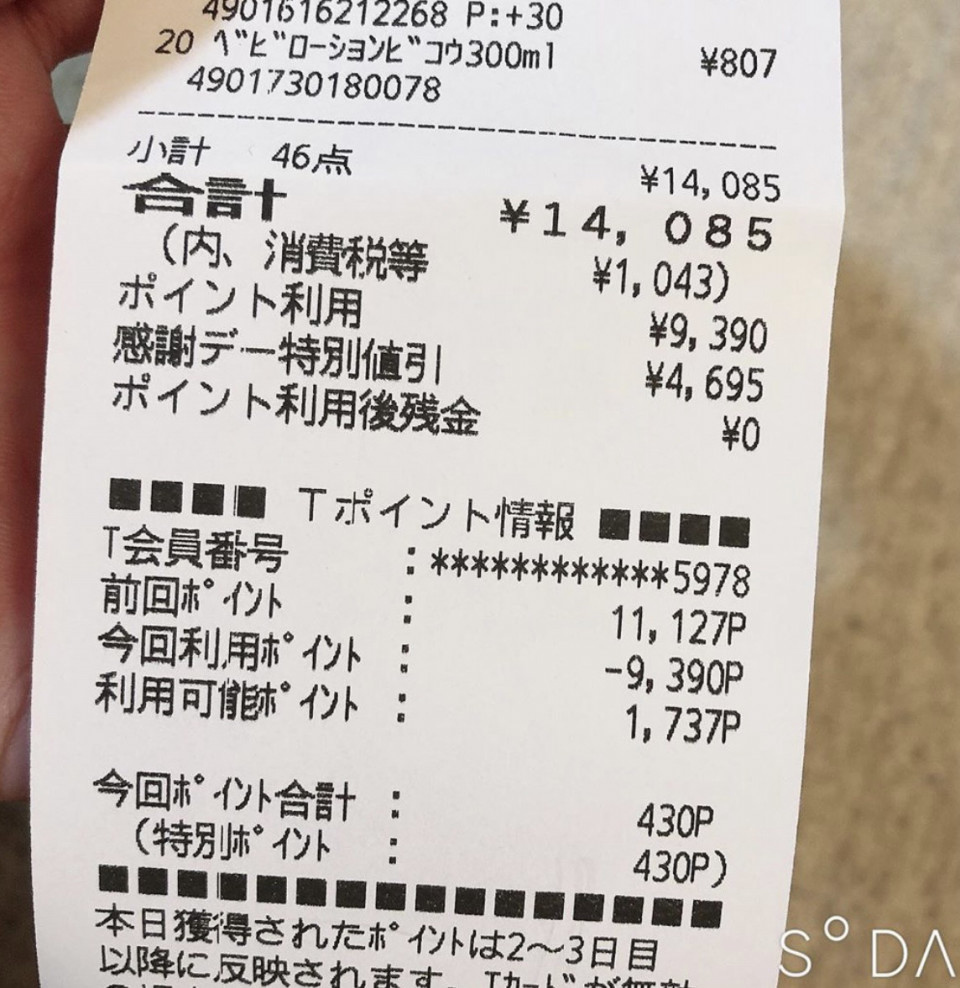 4901616212268 P:+30
20 ﾍﾞﾋﾞﾛｰｼｮﾝﾋﾞｺｳ300ml ¥807
4901730180078
小計 46点 ¥14,085
合計 ¥14,085
(内、消費税等 ¥1,043)
ポイント利用 ¥9,390
感謝デー特別値引 ¥4,695
ポイント利用後残金 ¥0
■■■■ Tポイント情報 ■■■■
T会員番号 : ************5978
前回ﾎﾟｲﾝﾄ : 11,127P
今回利用ﾎﾟｲﾝﾄ : -9,390P
利用可能ﾎﾟｲﾝﾄ : 1,737P
今回ﾎﾟｲﾝﾄ合計 : 430P
(特別ﾎﾟｲﾝﾄ : 430P)
■■■■■■■■■■■■■■■■
本日獲得されたﾎﾟｲﾝﾄは2～3日目
以降に反映されます。Tｶｰﾄﾞが無効
S°DA